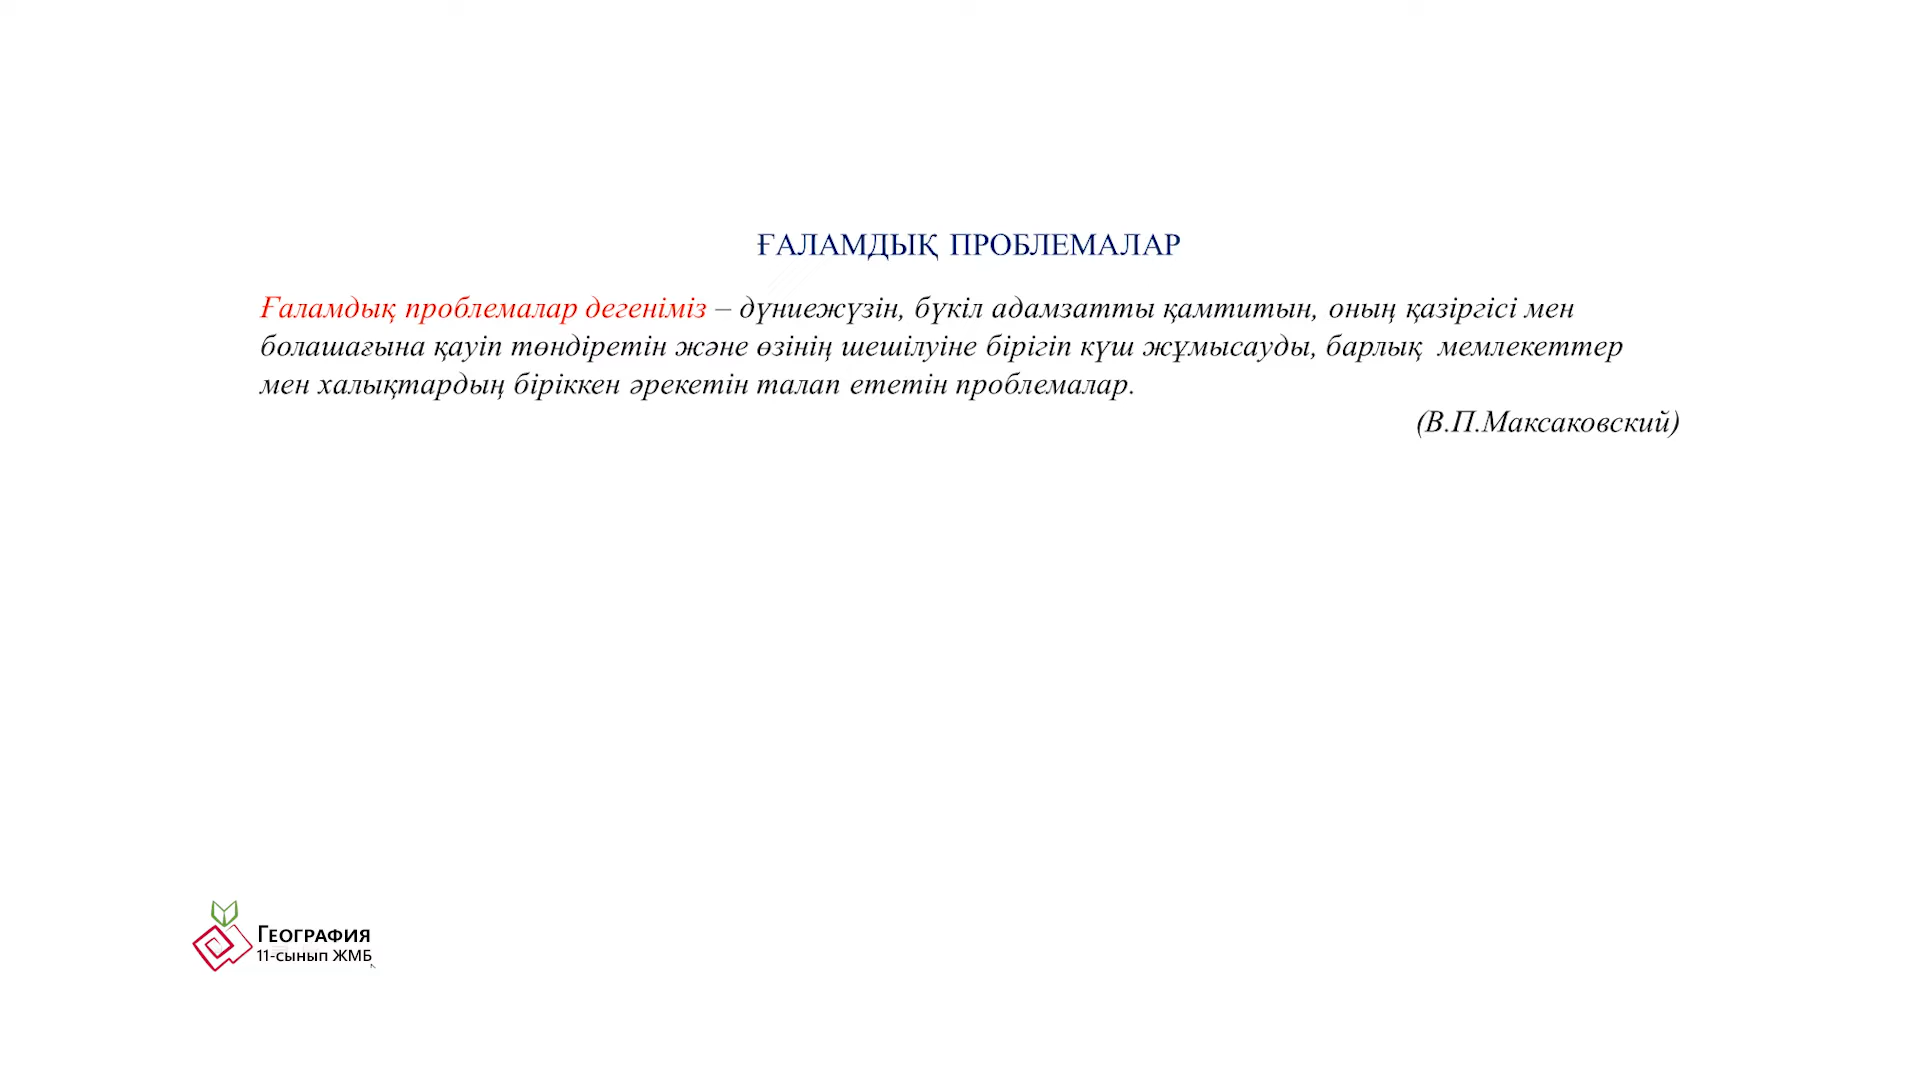 ҒАЛАМДЫҚ ПРОБЛЕМАЛАР
Ғаламдық проблемалар дегеніміз – дүниежүзін, бүкіл адамзатты қамтитын, оның қазіргісі мен
болашағына қауіп төндіретін және өзінің шешілуіне бірігіп күш жұмысауды, барлық мемлекеттер
мен халықтардың біріккен әрекетін талап ететін проблемалар.
(В.П.Максаковский)
География
11-сынып ЖМБ